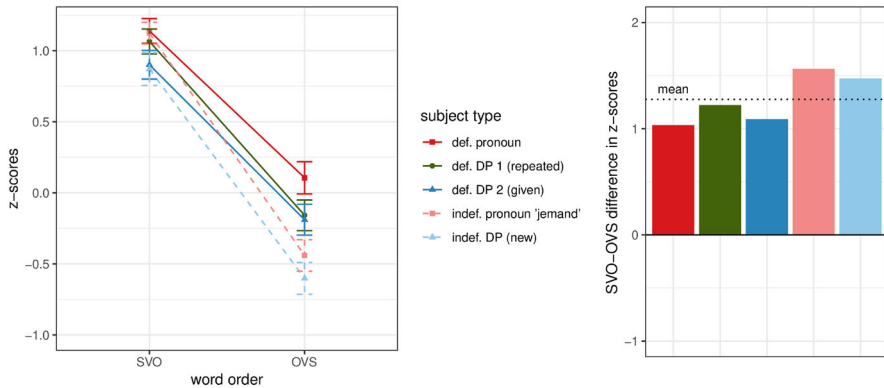 z−scores
1.0
0.5
0.0
−0.5
−1.0
SVO
OVS
word order
subject type
def. pronoun
def. DP 1 (repeated)
def. DP 2 (given)
indef. pronoun 'jemand'
indef. DP (new)
SVO−OVS difference in z−scores
2
1
0
−1
mean